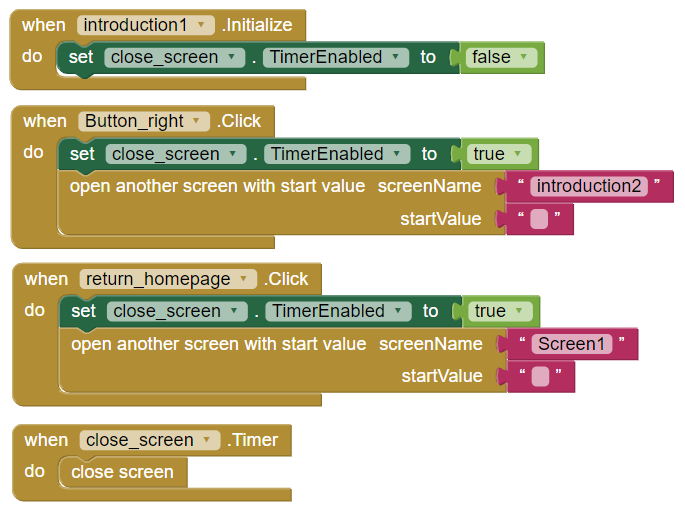 when introduction1 .Initialize
do set close_screen . TimerEnabled to false
when Button_right .Click
do set close_screen . TimerEnabled to true
open another screen with start value screenName “ introduction2 ”
startValue “ ”
when return_homepage .Click
do set close_screen . TimerEnabled to true
open another screen with start value screenName “ Screen1 ”
startValue “ ”
when close_screen .Timer
do close screen